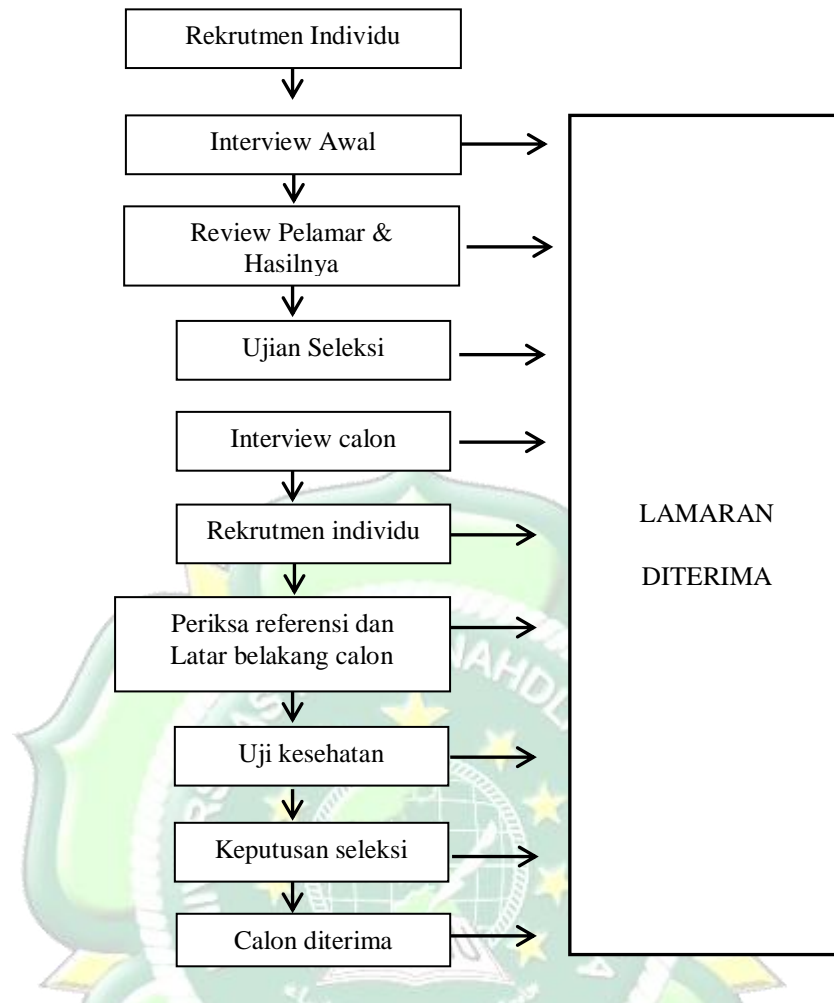 Rekrutmen Individu
Interview Awal
Review Pelamar &
Hasilnya
Ujian Seleksi
Interview calon
Rekrutmen individu
Periksa referensi dan
Latar belakang calon
Uji kesehatan
Keputusan seleksi
Calon diterima
LAMARAN
DITERIMA
NAHDL